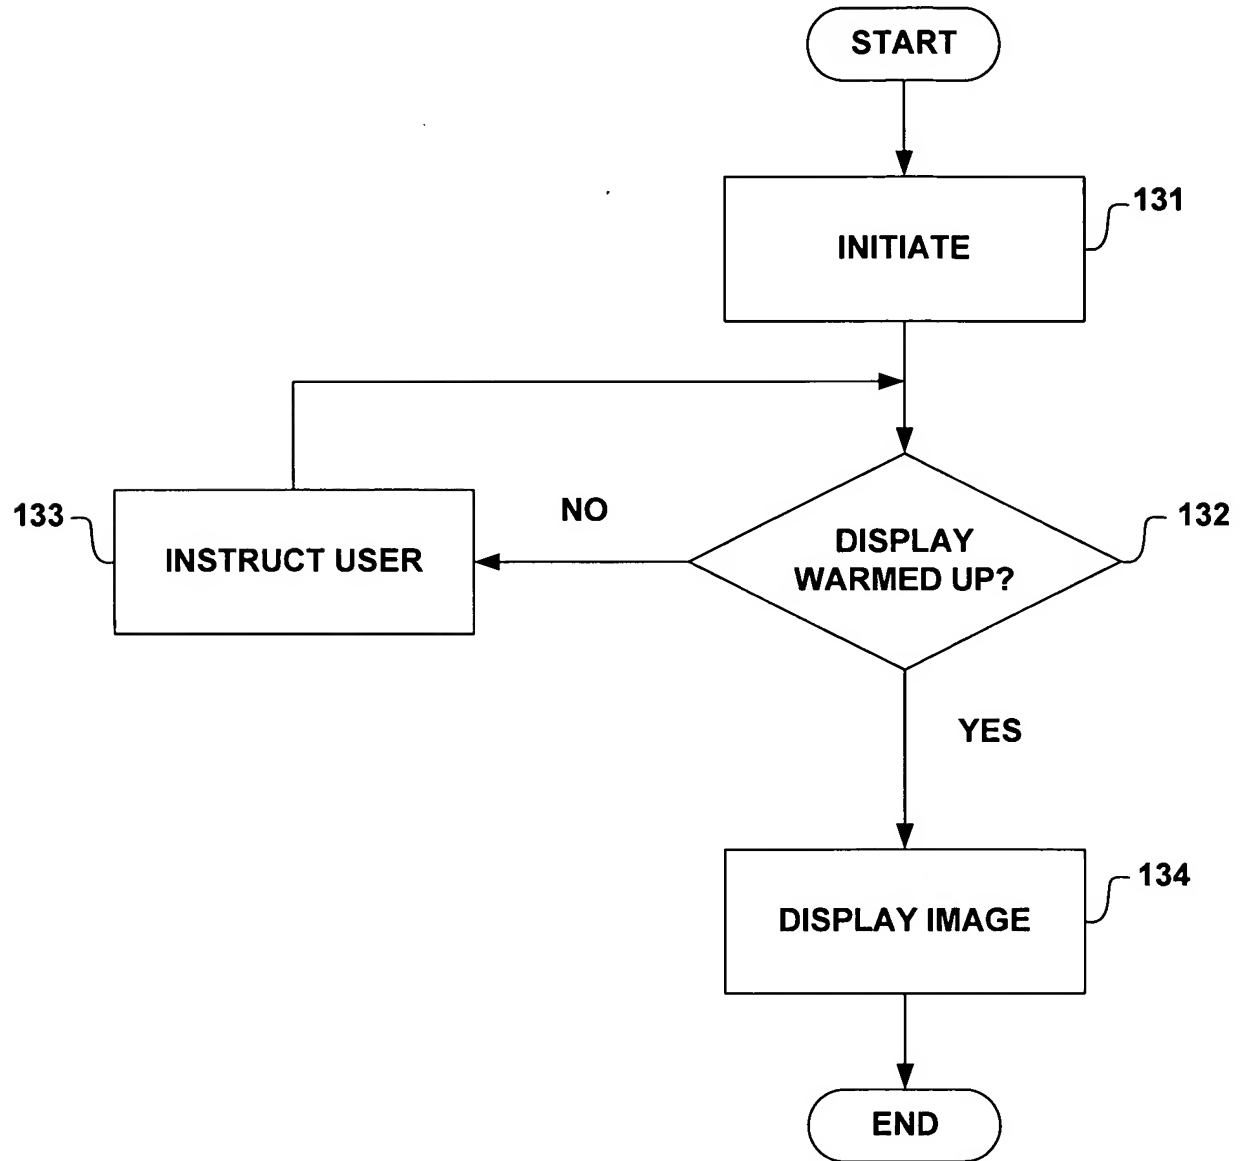 START
131
INITIATE
133
INSTRUCT USER
NO
DISPLAY
WARMED UP?
132
YES
134
DISPLAY IMAGE
END